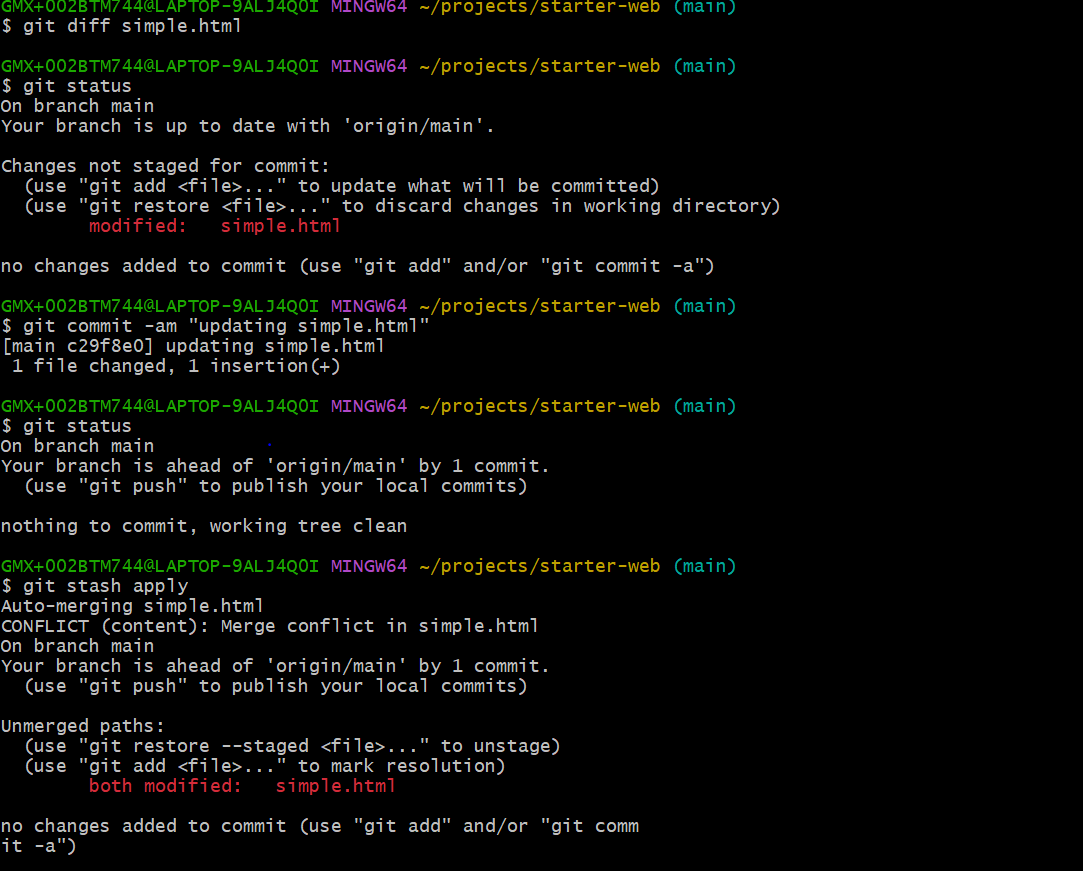 GMX+002BTM744@LAPTOP-9ALJ4Q0I MINGW64 ~/projects/starter-web (main)
$ git diff simple.html

GMX+002BTM744@LAPTOP-9ALJ4Q0I MINGW64 ~/projects/starter-web (main)
$ git status
On branch main
Your branch is up to date with 'origin/main'.

Changes not staged for commit:
  (use "git add <file>..." to update what will be committed)
  (use "git restore <file>..." to discard changes in working directory)
        modified:   simple.html

no changes added to commit (use "git add" and/or "git commit -a")

GMX+002BTM744@LAPTOP-9ALJ4Q0I MINGW64 ~/projects/starter-web (main)
$ git commit -am "updating simple.html"
[main c29f8e0] updating simple.html
 1 file changed, 1 insertion(+)

GMX+002BTM744@LAPTOP-9ALJ4Q0I MINGW64 ~/projects/starter-web (main)
$ git status
On branch main
Your branch is ahead of 'origin/main' by 1 commit.
  (use "git push" to publish your local commits)

nothing to commit, working tree clean

GMX+002BTM744@LAPTOP-9ALJ4Q0I MINGW64 ~/projects/starter-web (main)
$ git stash apply
Auto-merging simple.html
CONFLICT (content): Merge conflict in simple.html
On branch main
Your branch is ahead of 'origin/main' by 1 commit.
  (use "git push" to publish your local commits)

Unmerged paths:
  (use "git restore --staged <file>..." to unstage)
  (use "git add <file>..." to mark resolution)
        both modified:   simple.html

no changes added to commit (use "git add" and/or "git comm
it -a")